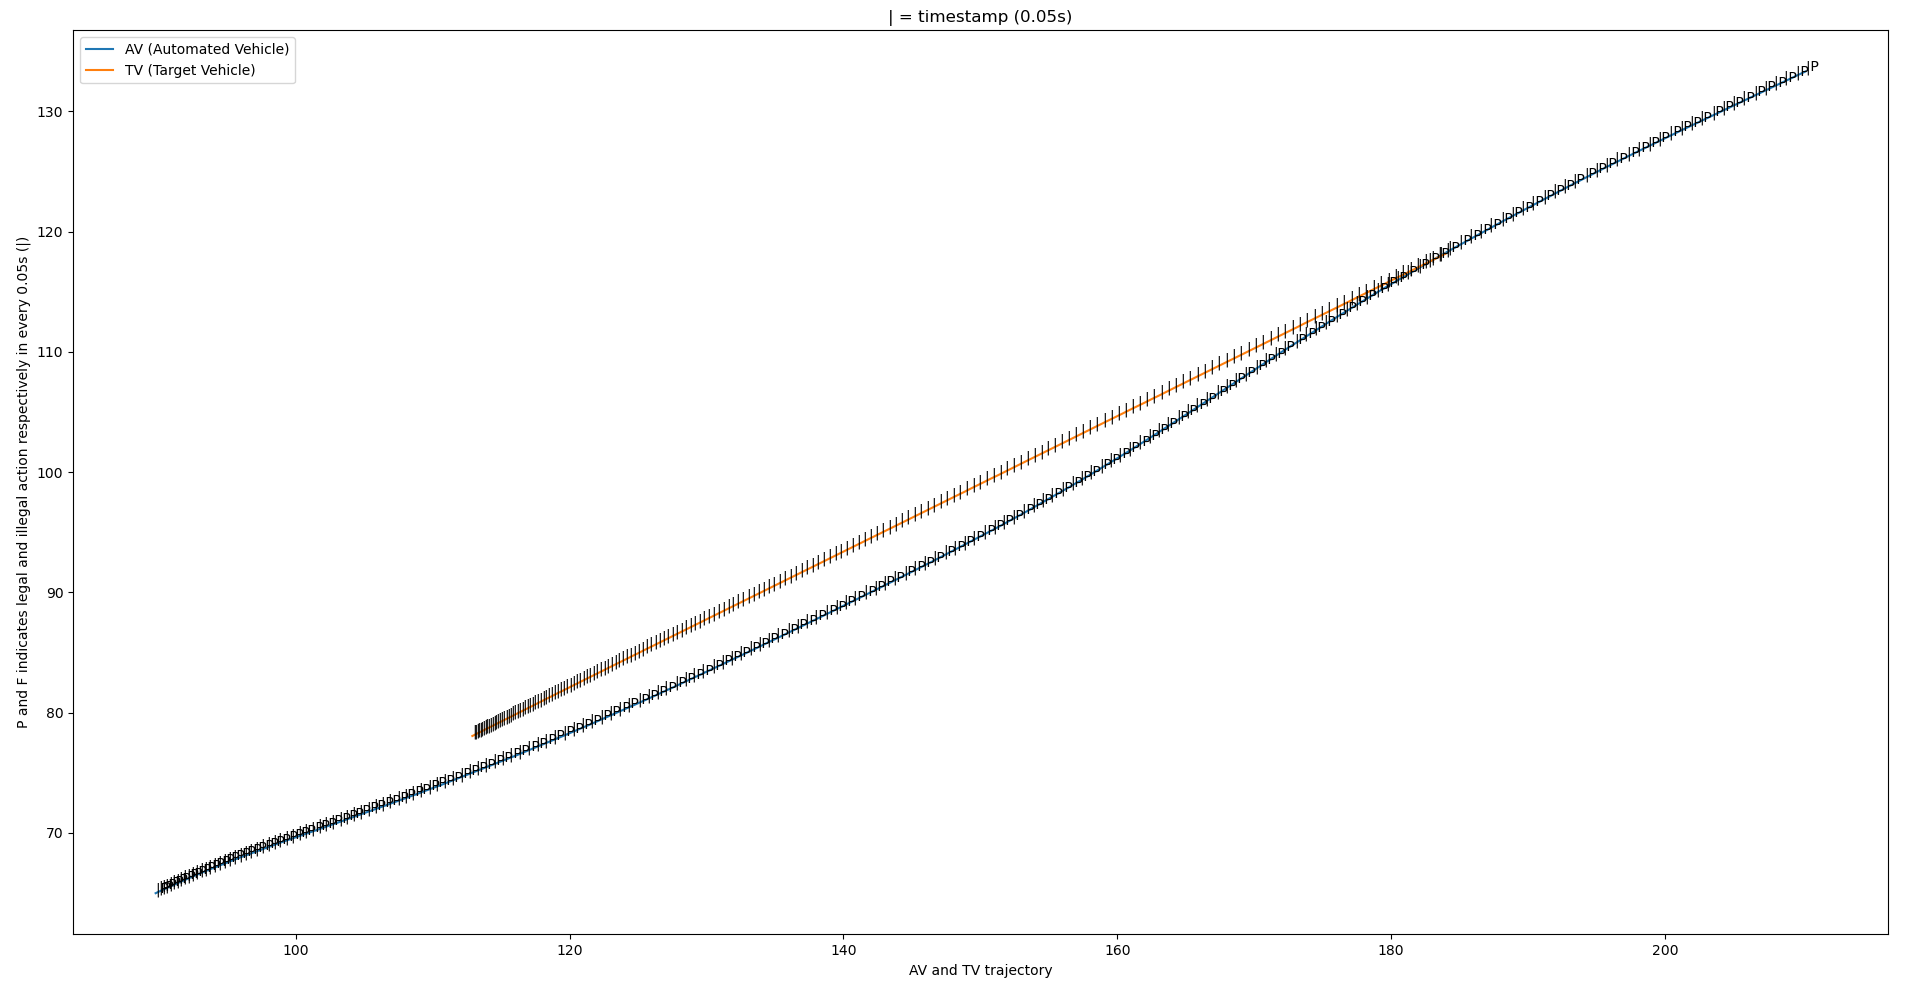 | = timestamp (0.05s)
AV (Automated Vehicle)
TV (Target Vehicle)
P and F indicates legal and illegal action respectively in every 0.05s (|)
130
120
110
100
90
80
70
100
120
140
160
180
200
AV and TV trajectory